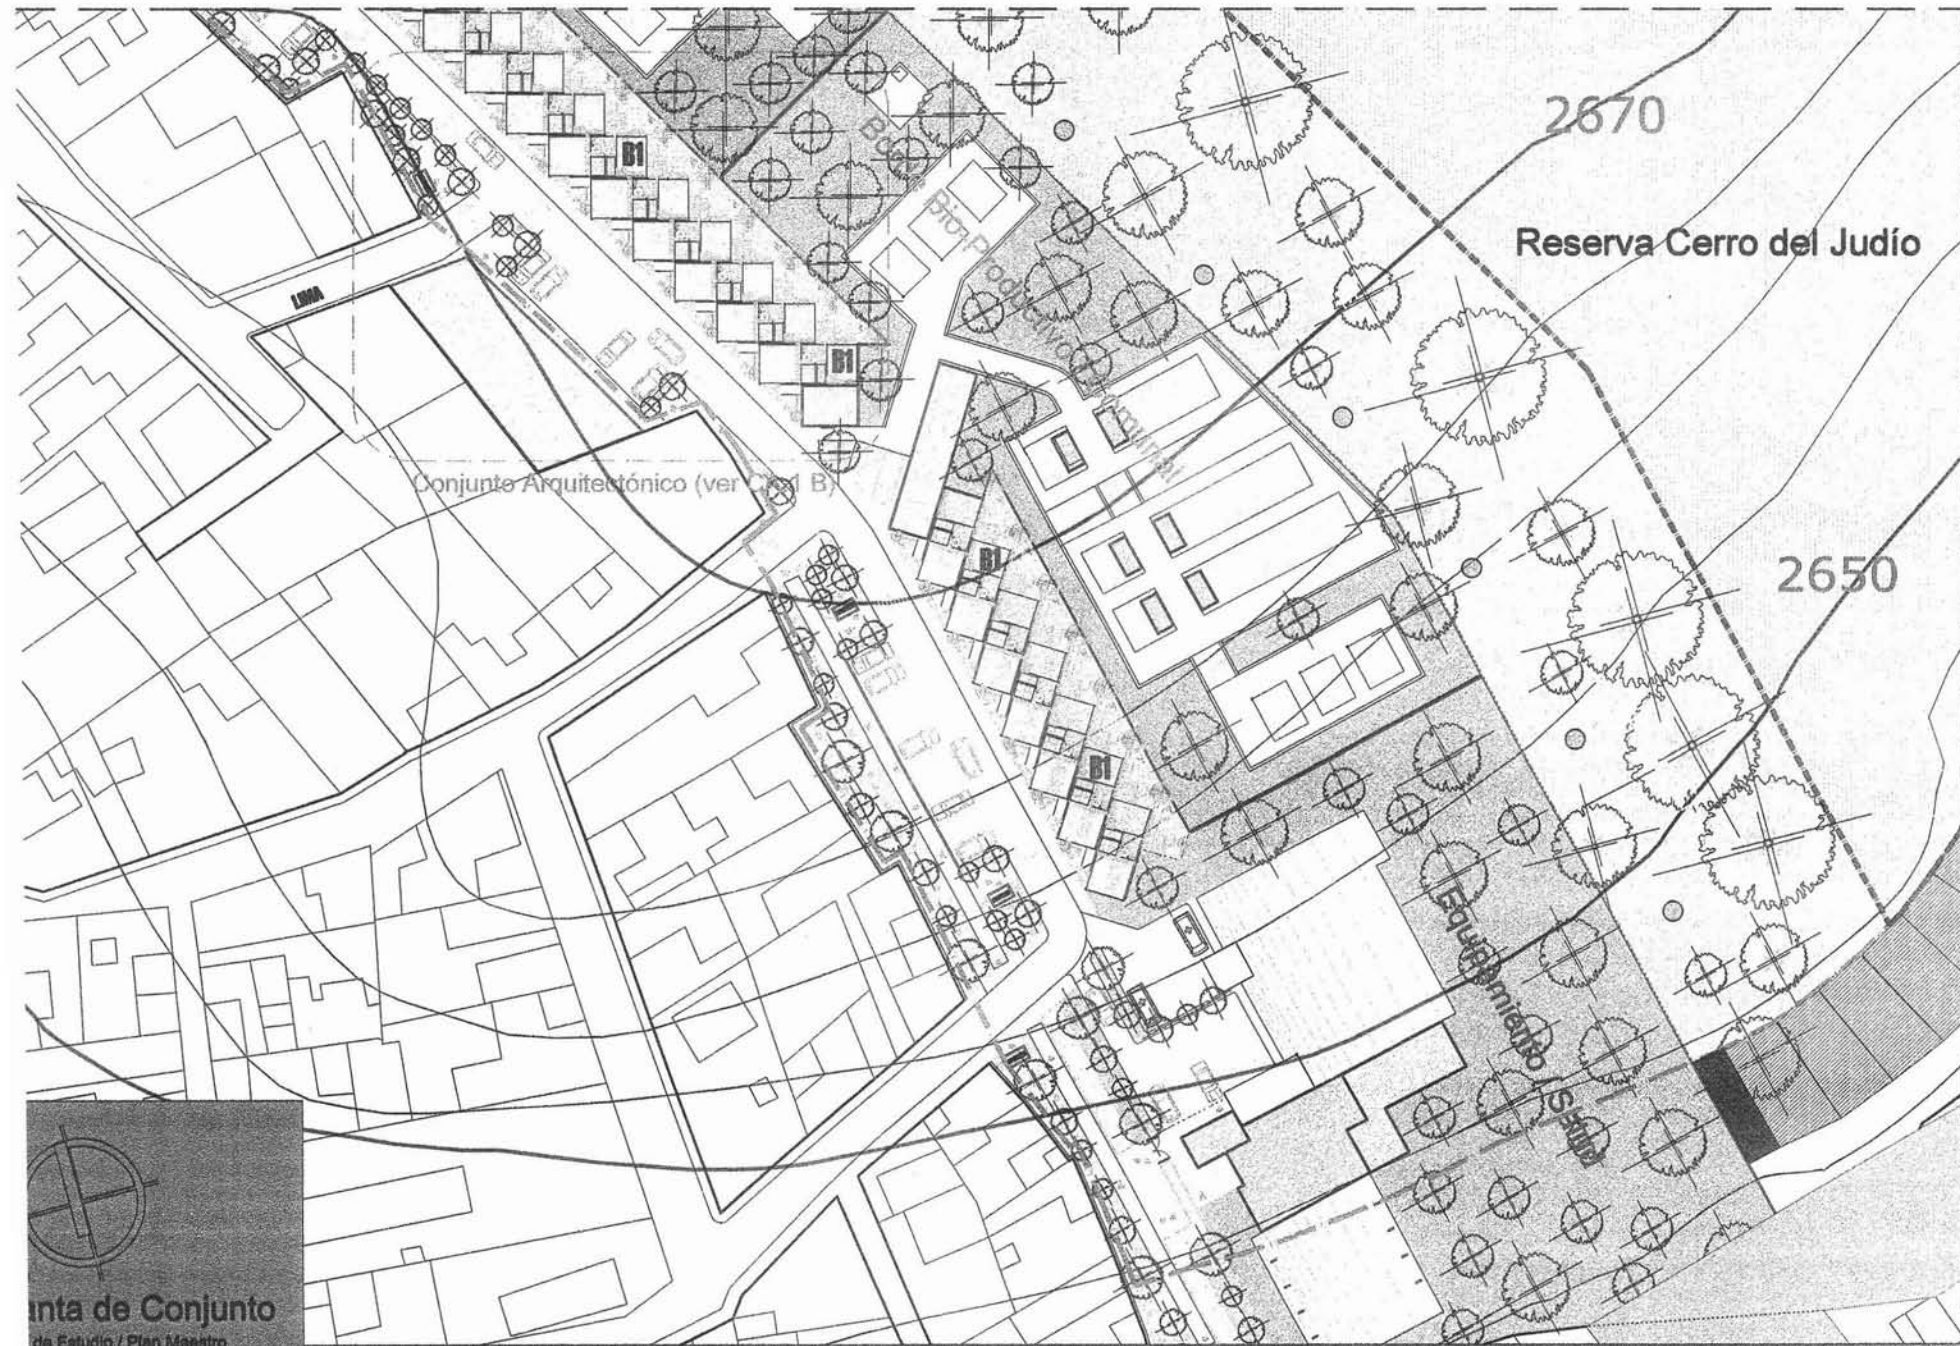 2670
Reserva Cerro del Judío
B1
LIMA
B1
Conjunto Arquitectónico (ver
B)
B1
2650
B1
Equipamiento
anta de Conjunto
de Estudio / Plan Maestro